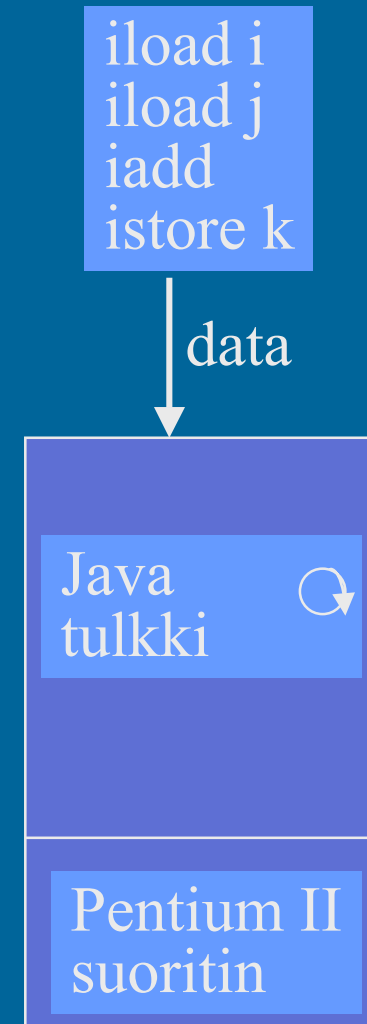 iload i
iload j
iadd
istore k
data
Java
tulkki
Pentium II
suoritin